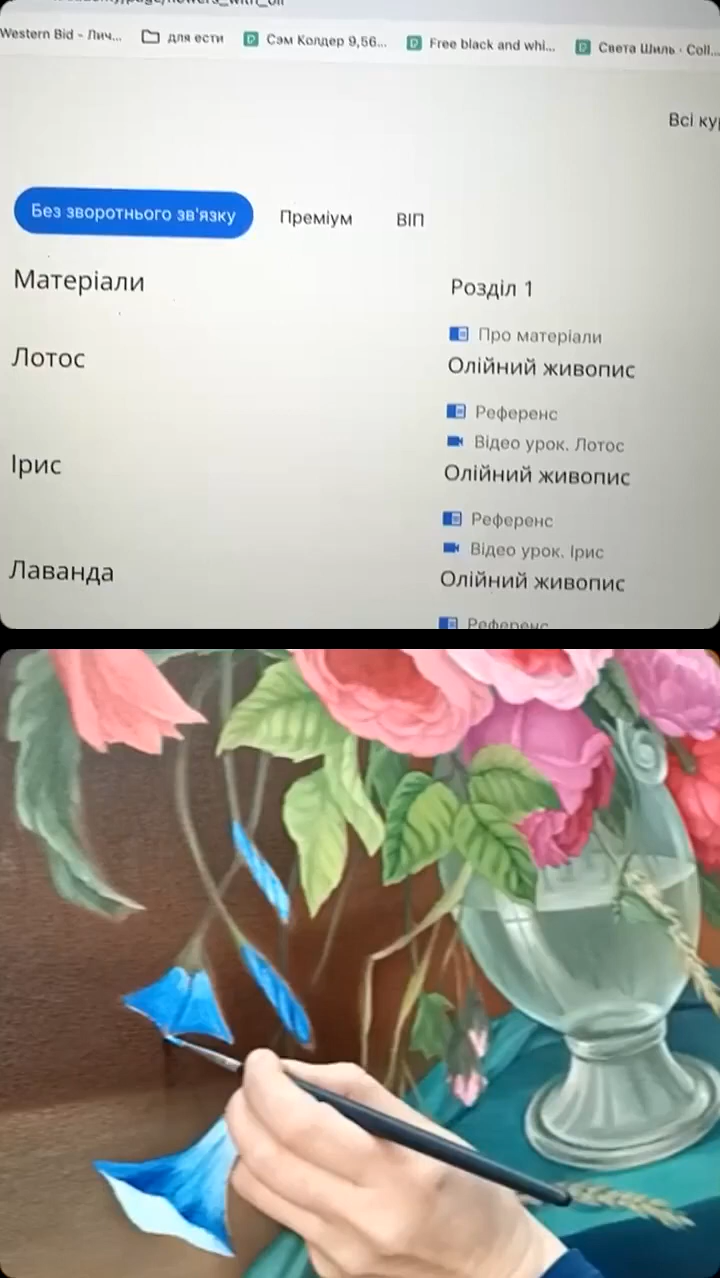 Western Bid - Лич... для ести Сэм Колдер 9,56... Free black and whi... Света Шиль · Coll...
Всі ку
Без зворотнього зв'язку Преміум ВІП
Матеріали
Розділ 1
Про матеріали
Лотос
Олійний живопис
Референс
Відео урок. Лотос
Ірис
Олійний живопис
Референс
Відео урок. Ірис
Лаванда
Олійний живопис
Референс